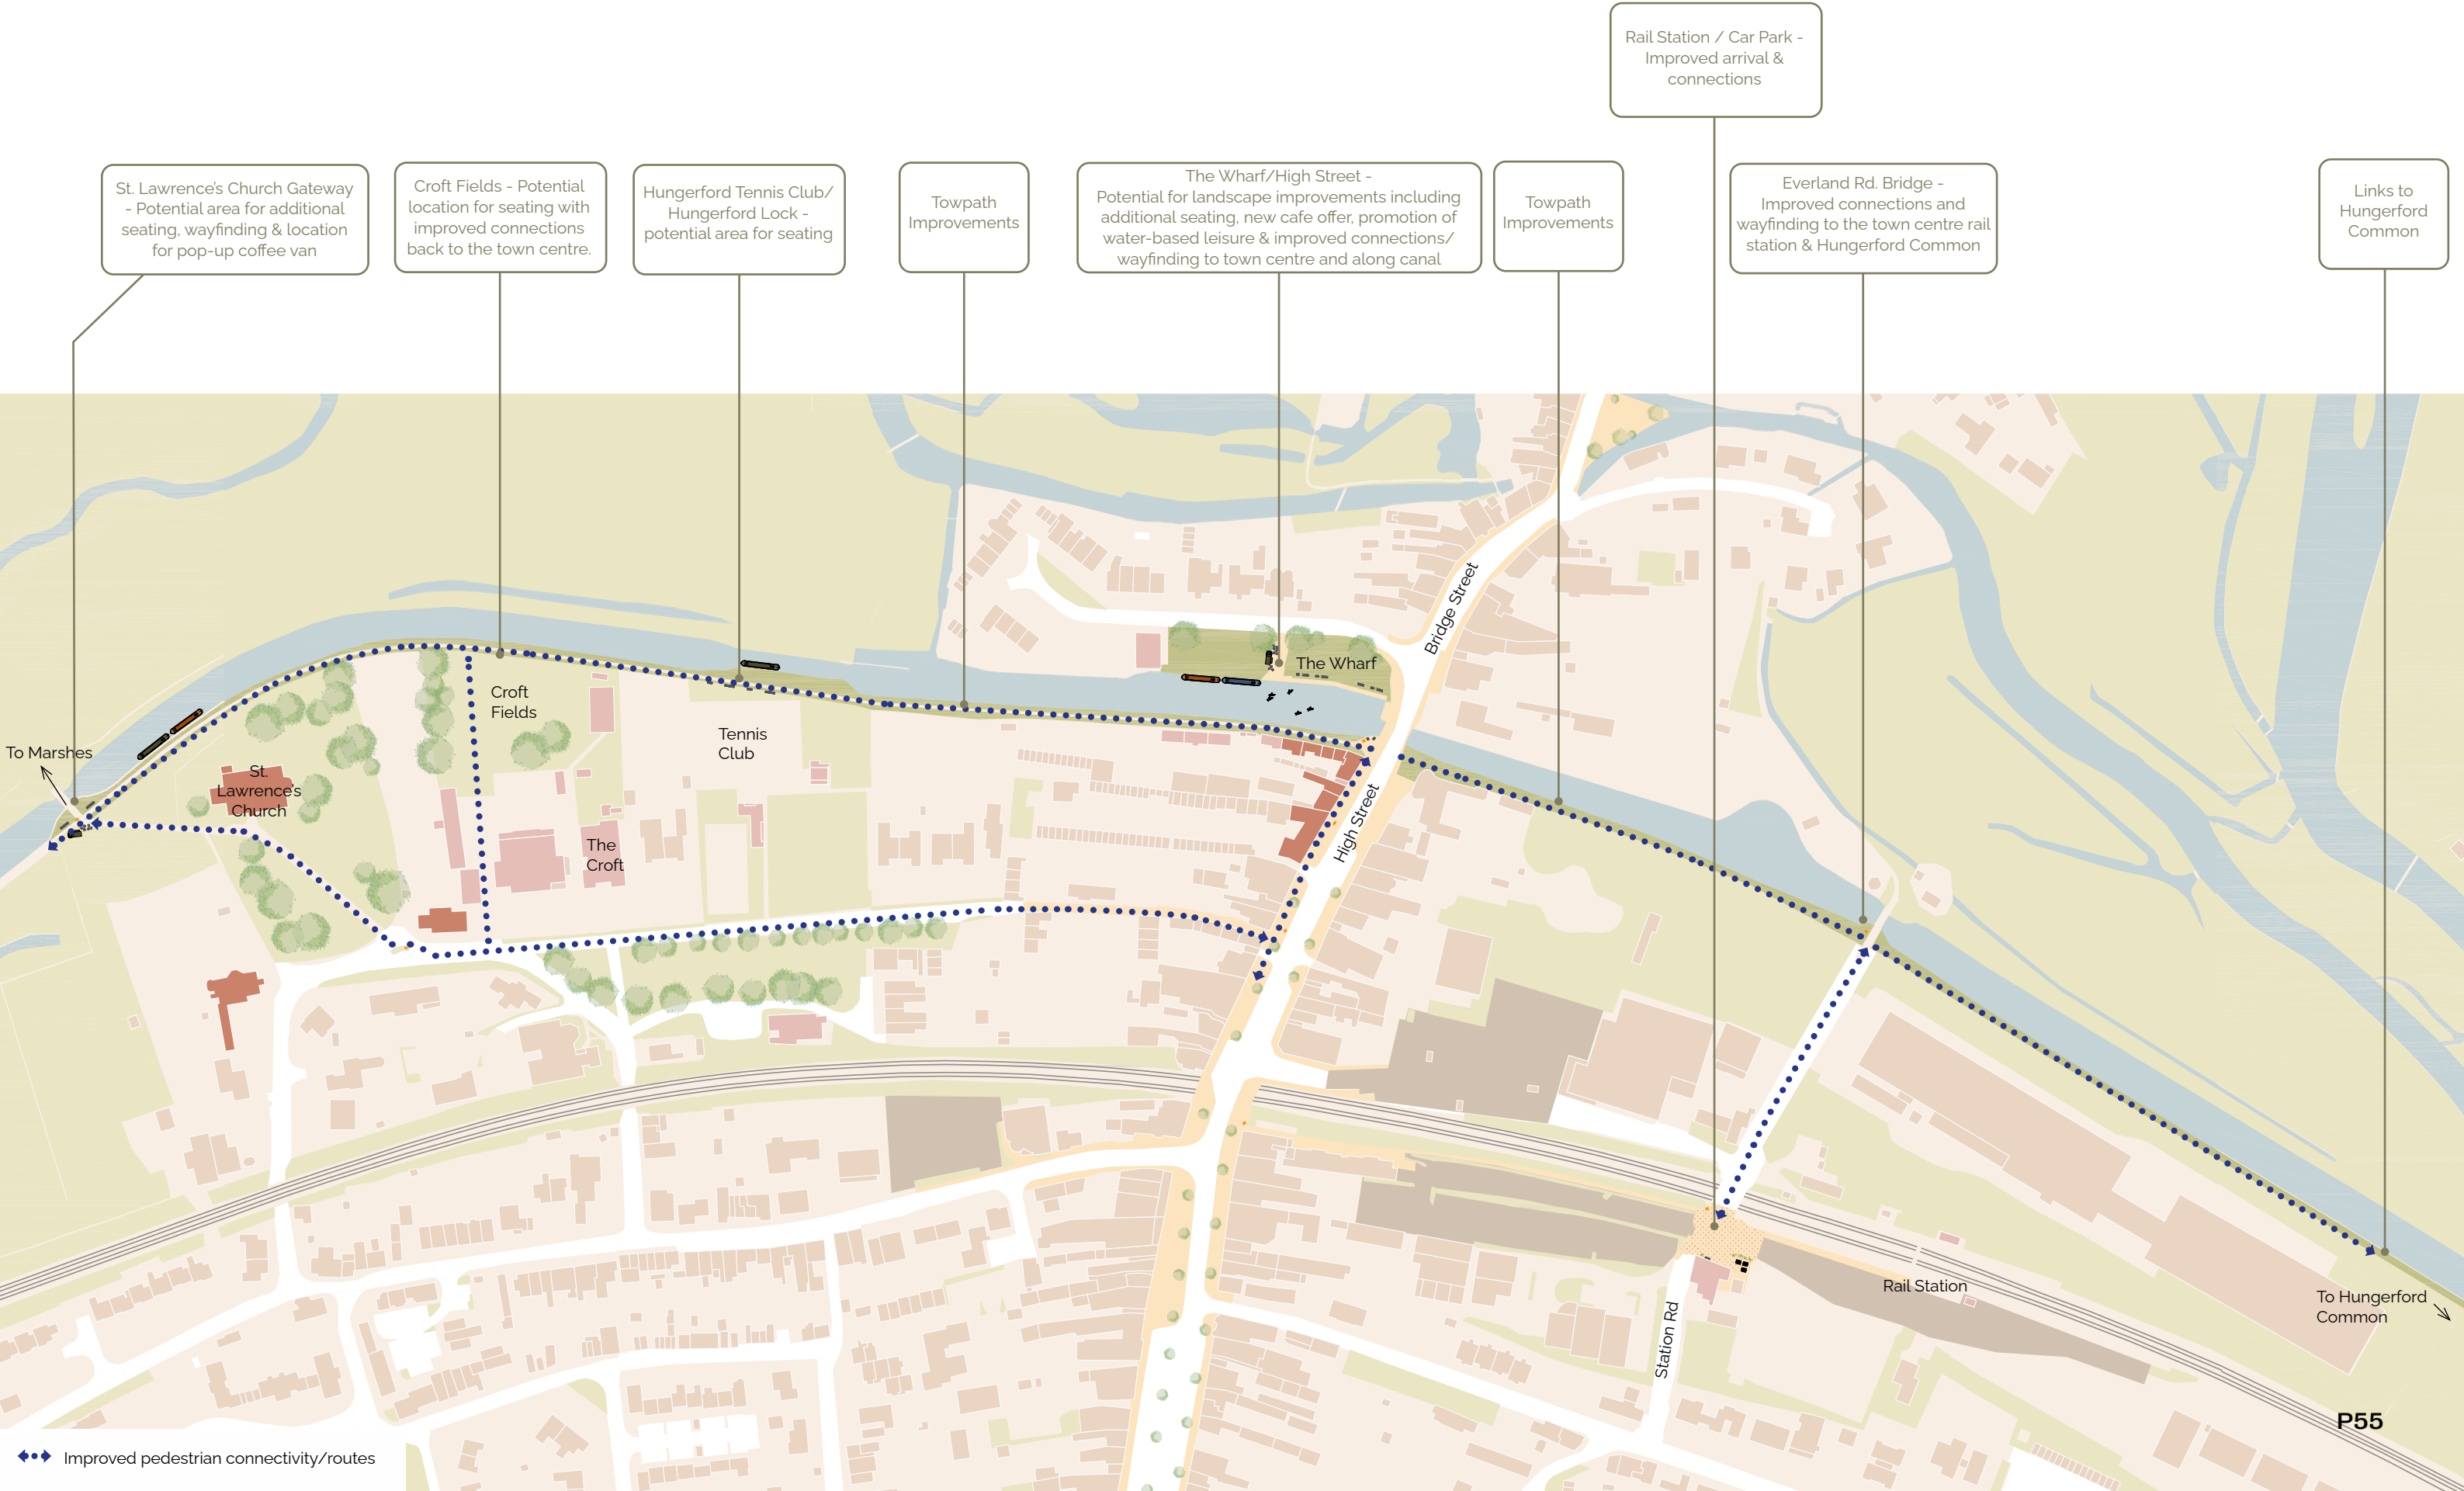 Rail Station / Car Park -
Improved arrival &
connections
St. Lawrence's Church Gateway
- Potential area for additional
seating, wayfinding & location
for pop-up coffee van
Croft Fields - Potential
location for seating with
improved connections
back to the town centre.
Hungerford Tennis Club/
Hungerford Lock -
potential area for seating
Towpath
Improvements
The Wharf/High Street -
Potential for landscape improvements including
additional seating, new cafe offer, promotion of
water-based leisure & improved connections/
wayfinding to town centre and along canal
Towpath
Improvements
Everland Rd. Bridge -
Improved connections and
wayfinding to the town centre rail
station & Hungerford Common
Links to
Hungerford
Common
Bridge Street
The Wharf
Croft
Fields
Tennis
Club
To Marshes
St.
Lawrence's
Church
The
Croft
High Street
Rail Station
Station Rd
To Hungerford
Common
P55
Improved pedestrian connectivity/routes